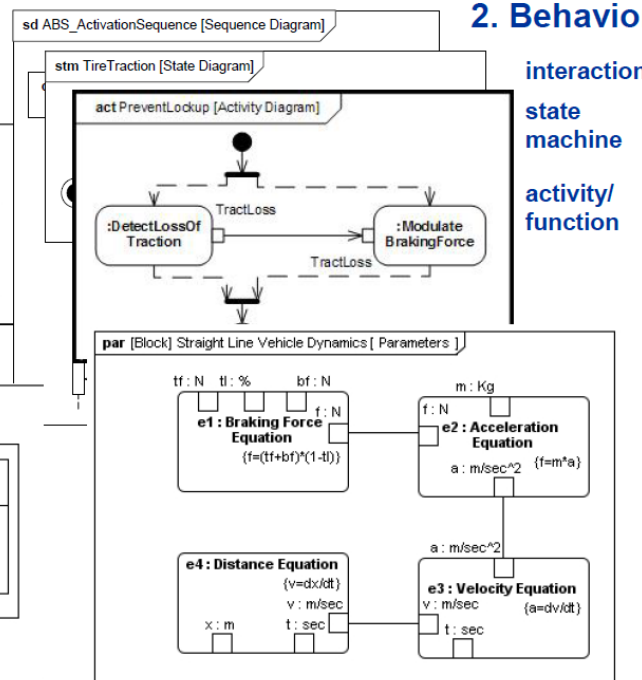 2. Behavio
interaction
state
machine
activity/
function
sd ABS_ActivationSequence [Sequence Diagram]
stm TireTraction [State Diagram]
act PreventLockup [Activity Diagram]
TractLoss
:DetectLossOf
Traction
:Modulate
BrakingForce
TractLoss
par [Block] Straight Line Vehicle Dynamics [ Parameters ]
tf : N tl : % bf : N
f : N
e1 : Braking Force
Equation
{f=(tf+bf)*(1-tl)}
m : Kg
f : N
e2 : Acceleration
Equation
{f=m*a}
a : m/sec^2
a : m/sec^2
e4 : Distance Equation
{v=dx/dt}
v : m/sec
x : m t : sec
e3 : Velocity Equation
v : m/sec {a=dv/dt}
t : sec